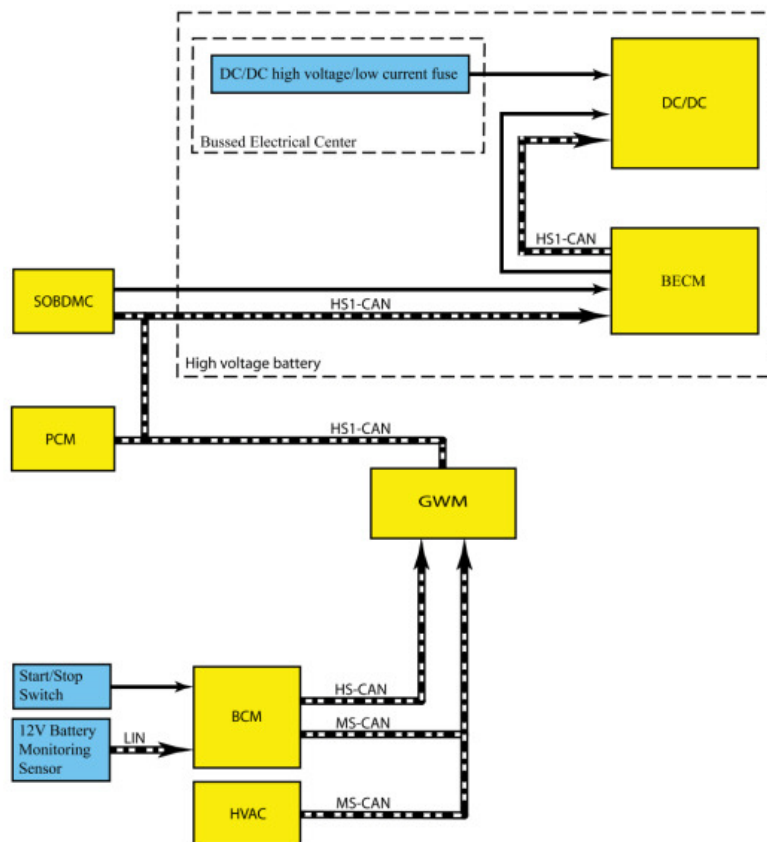 DC/DC high voltage/low current fuse
DC/DC
Bussed Electrical Center
HS1-CAN
BECM
SOBDMC
HS1-CAN
High voltage battery
PCM
HS1-CAN
GWM
Start/Stop
Switch
BCM
HS-CAN
12V Battery
Monitoring
Sensor
LIN
MS-CAN
HVAC
MS-CAN